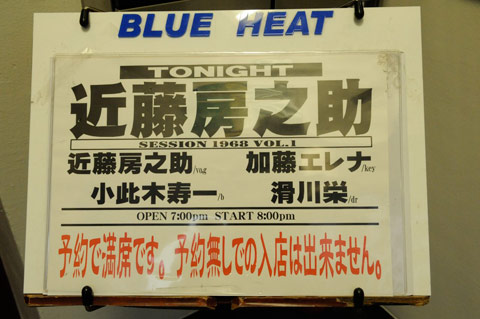 BLUE HEAT
TONIGHT
近藤房之助
SESSION 1968 VOL.1
近藤房之助/vo,g 加藤エレナ/key
小此木寿一/b 滑川栄/dr
OPEN 7:00pm START 8:00pm
予約で満席です。予約無しでの入店は出来ません。